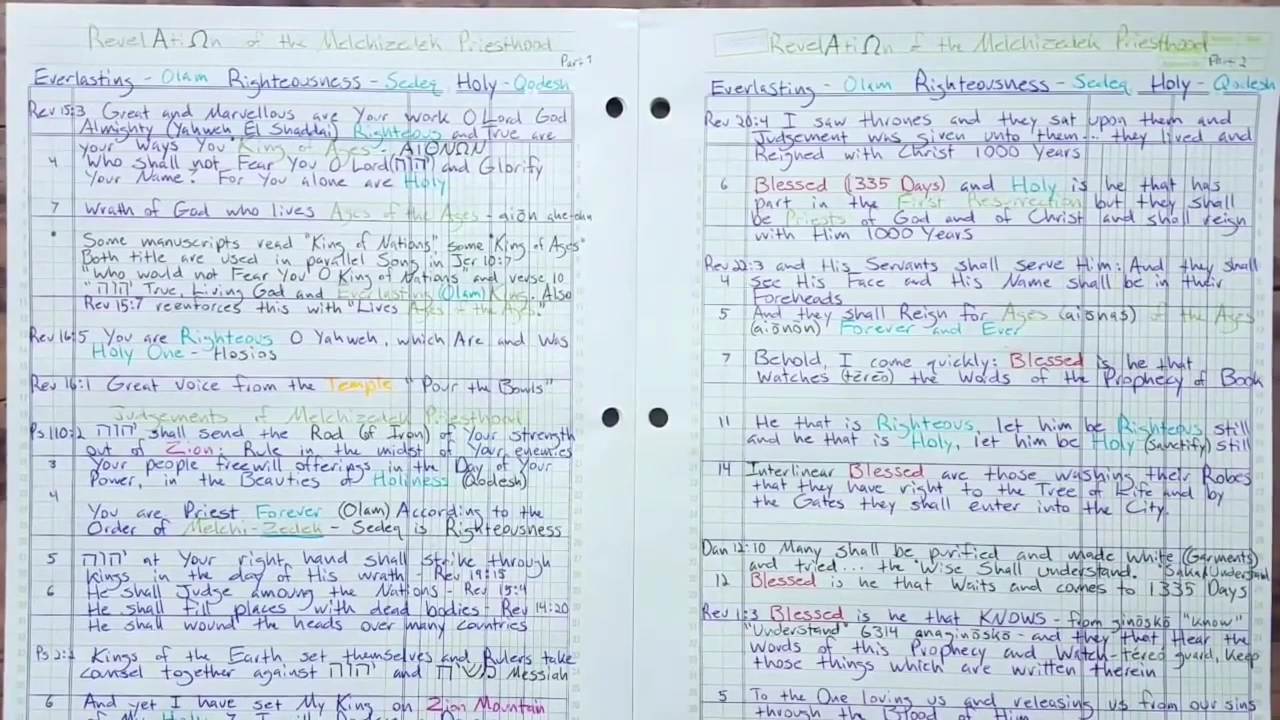 RevelAtiΩn of the Melchizedek Priesthood
Part 1
Everlasting - Olam Righteousness - Sedeq Holy - Qodesh
Rev 15:3 Great and Marvellous are Your work O Lord God
Almighty (Yahweh El Shaddai) Righteous and True are
your Ways You King of Ages - AIONΩN
4 Who shall not Fear You O Lord (יהוה) and Glorify
Your Name? For You alone are Holy
7 Wrath of God who lives Ages of the Ages - aiōn ahe-ohn
* Some manuscripts read "King of Nations" some "King of Ages"
Both title are used in parallel Song in Jer 10:7
"Who would not Fear You O King of Nations" and verse 10
"יהוה True, Living God and Everlasting (Olam) King. Also
Rev 15:7 reenforces this with "Lives Ages of the Ages."
Rev 16:5 You are Righteous O Yahweh, which Are and Was
Holy One - Hosios
Rev 16:1 Great voice from the Temple "Pour the Bowls"
Judgements of Melchizedek Priesthood
Ps 110:2 יהוה shall send the Rod (of Iron) of Your strength
out of Zion: Rule in the midst of Your enemies
3 Your people freewill offerings in the Day of Your
Power, in the Beauties of Holiness (Qodesh)
4
You are Priest Forever (Olam) According to the
Order of Melchi-Zedek - Sedeq is Righteousness
5 יהוה at Your right hand shall strike through
Kings in the day of His wrath - Rev 19:15
6 He shall Judge amoung the Nations - Rev 15:4
He shall fill places with dead bodies - Rev 14:20
He shall wound the heads over many countries
Ps 2:2 Kings of the Earth set themselves and Rulers take
counsel together against יהוה and Messiah
6 And yet I have set My King on Zion Mountain
RevelAtiΩn of the Melchizedek Priesthood
Part 2
Everlasting - Olam Righteousness - Sedeq Holy - Qodesh
Rev 20:4 I saw thrones and they sat upon them and
Judgement was given unto them... they lived and
Reigned with Christ 1000 Years
6 Blessed (1335 Days) and Holy is he that has
part in the First Resurrection but they shall
be Priests of God and of Christ and shall reign
with Him 1000 Years
Rev 22:3 and His Servants shall serve Him: And they shall
4 see His Face and His Name shall be in their
Foreheads
5 And they shall Reign for Ages (aiōnas) of the Ages
(aiōnōn) Forever and Ever
7 Behold, I come quickly: Blessed is he that
watches (tēreō) the words of the Prophecy of Book
11 He that is Righteous, let him be Righteous still
and he that is Holy, let him be Holy (sanctify) still
14 Interlinear Blessed are those washing their Robes
that they have right to the Tree of Life and by
the Gates they shall enter into the City.
Dan 12:10 Many shall be purified and made white (Garments)
and tried... the "Wise Shall Understand. "Sakal Understand
12 Blessed is he that Waits and comes to 1335 Days
Rev 1:3 Blessed is he that KNOWS - from ginōskō "know"
"Understand" 6314 anaginōskō - and they that Hear the
words of this Prophecy and Watch - tēreō guard, keep
those things which are written therein
5 To the One loving us and releasing us from our sins
through the Blood of Him